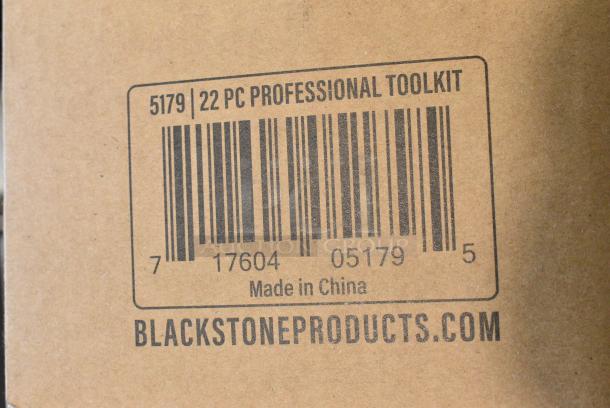 5179 | 22 PC PROFESSIONAL TOOLKIT
7 17604 05179 5
Made in China
BLACKSTONEPRODUCTS.COM